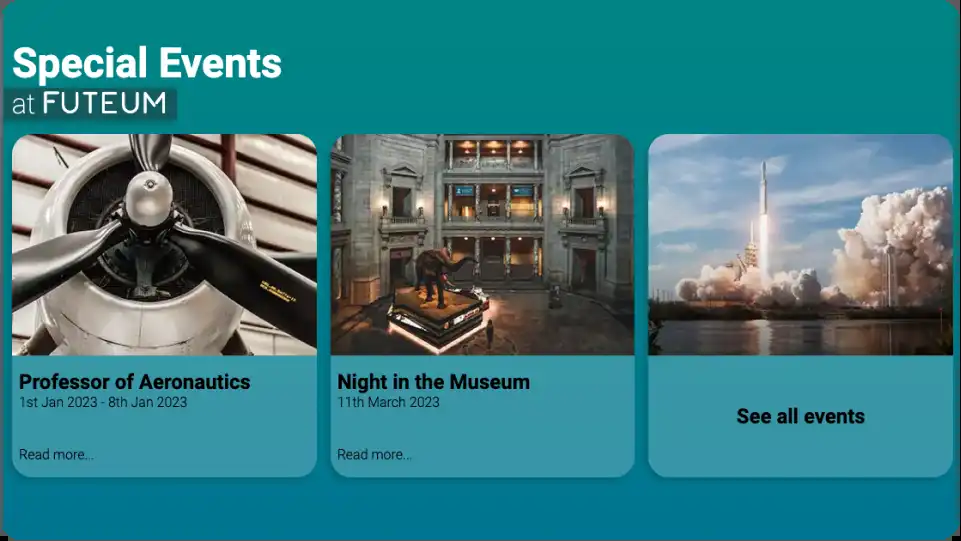 Special Events
at FUTEUM
Professor of Aeronautics
1st Jan 2023 - 8th Jan 2023
Read more...
Night in the Museum
11th March 2023
Read more...
See all events